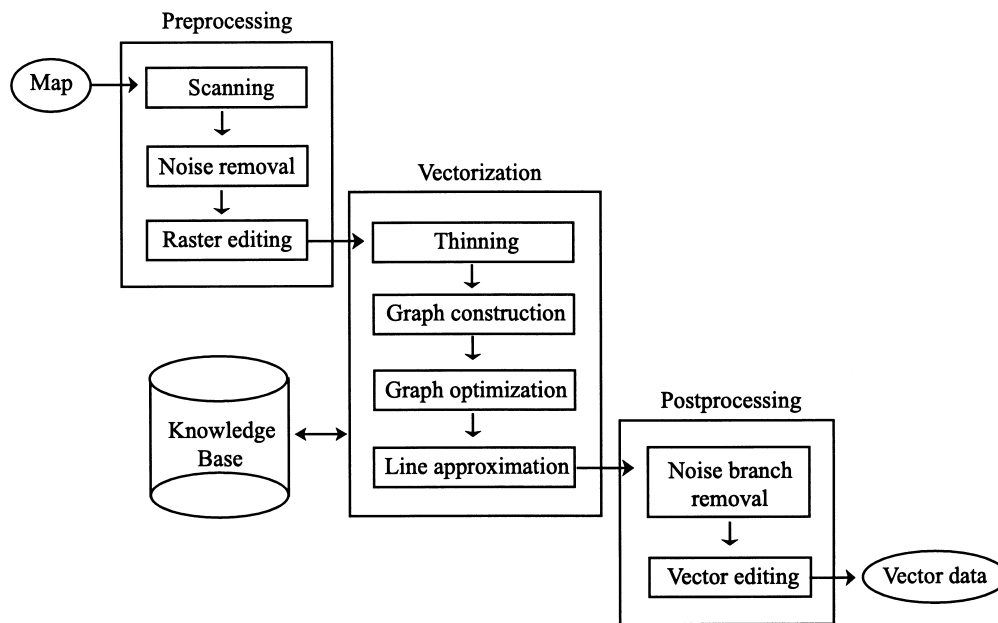 Preprocessing
Map
Scanning
Noise removal
Raster editing
Vectorization
Thinning
Graph construction
Graph optimization
Line approximation
Knowledge
Base
Postprocessing
Noise branch
removal
Vector editing
Vector data